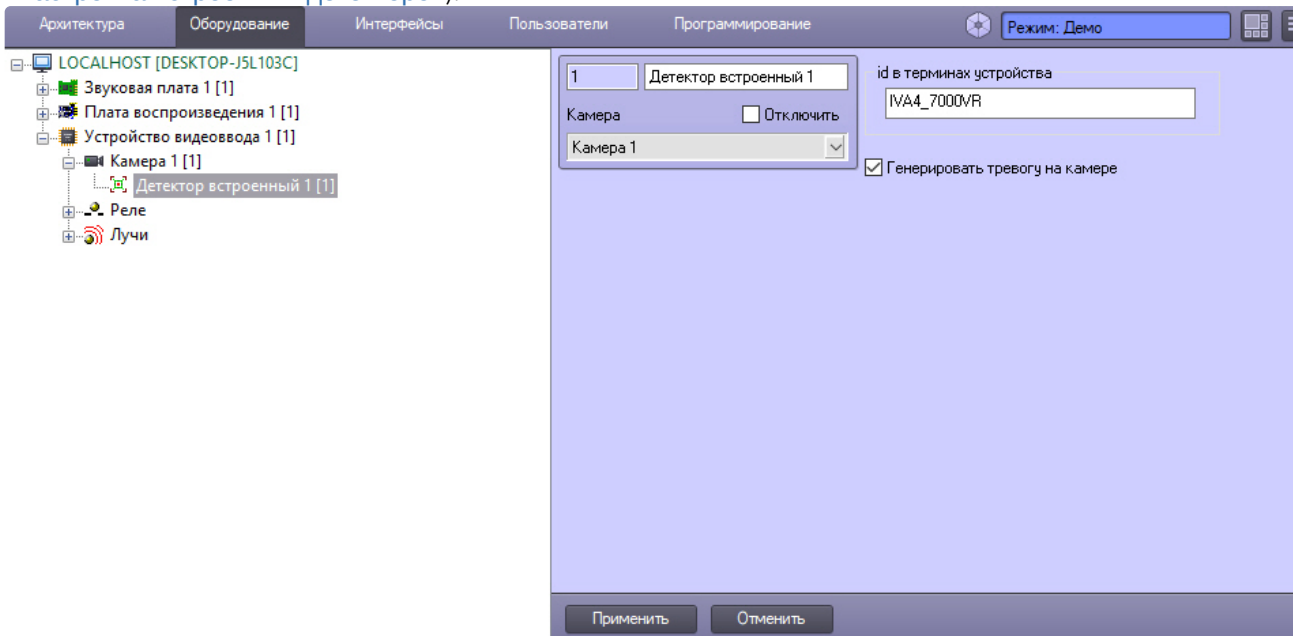 Архитектура Оборудование Интерфейсы Пользователи Программирование Режим: Демо
LOCALHOST [DESKTOP-J5L103C]
Звуковая плата 1 [1]
Плата воспроизведения 1 [1]
Устройство видеоввода 1 [1]
Камера 1 [1]
Детектор встроенный 1 [1]
Реле
Лучи
1 Детектор встроенный 1
Камера Отключить
Камера 1
id в терминах устройства
IVA4_7000VR
Генерировать тревогу на камере
Применить Отменить